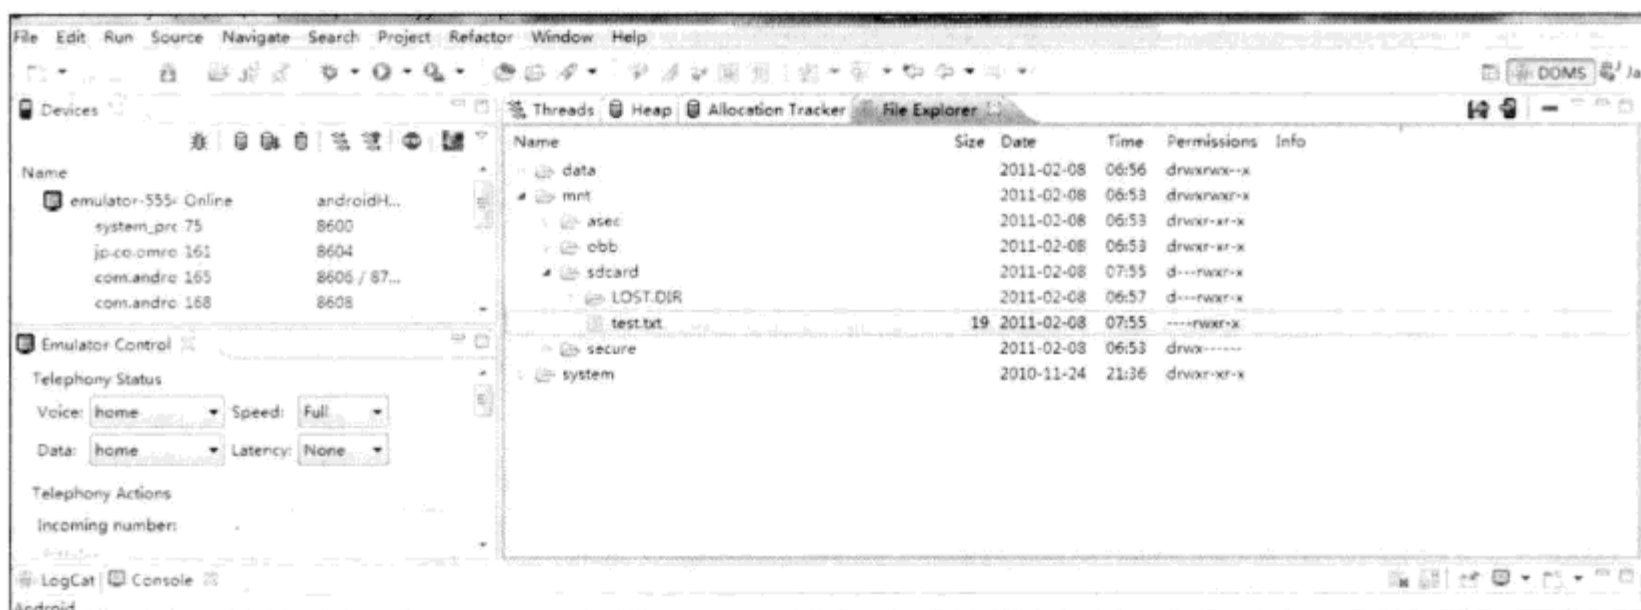 File Edit Run Source Navigate Search Project Refactor Window Help
DDMS Ja
Devices
Name
emulator-5554 Online androidH...
system_prc 75 8600
jp.co.omro 161 8604
com.andro 165 8606 / 87...
com.andro 168 8608
Emulator Control
Telephony Status
Voice: home Speed: Full
Data: home Latency: None
Telephony Actions
Incoming number:
Threads Heap Allocation Tracker File Explorer
Name Size Date Time Permissions Info
data 2011-02-08 06:56 drwxrwx--x
mnt 2011-02-08 06:53 drwxrwxr-x
asec 2011-02-08 06:53 drwxr-xr-x
obb 2011-02-08 06:53 drwxr-xr-x
sdcard 2011-02-08 07:55 d---rwxr-x
LOST.DIR 2011-02-08 06:57 d---rwxr-x
test.txt 19 2011-02-08 07:55 ----rwxr-x
secure 2011-02-08 06:53 drwx------
system 2010-11-24 21:36 drwxr-xr-x
LogCat Console
Android